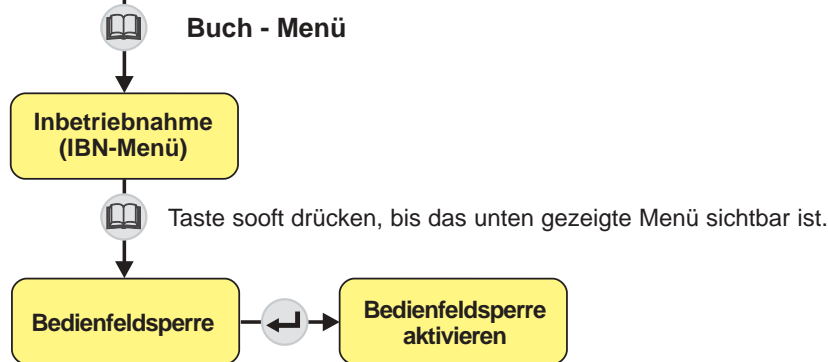 Buch - Menü
Inbetriebnahme
(IBN-Menü)
Taste sooft drücken, bis das unten gezeigte Menü sichtbar ist.
Bedienfeldsperre
Bedienfeldsperre
aktivieren